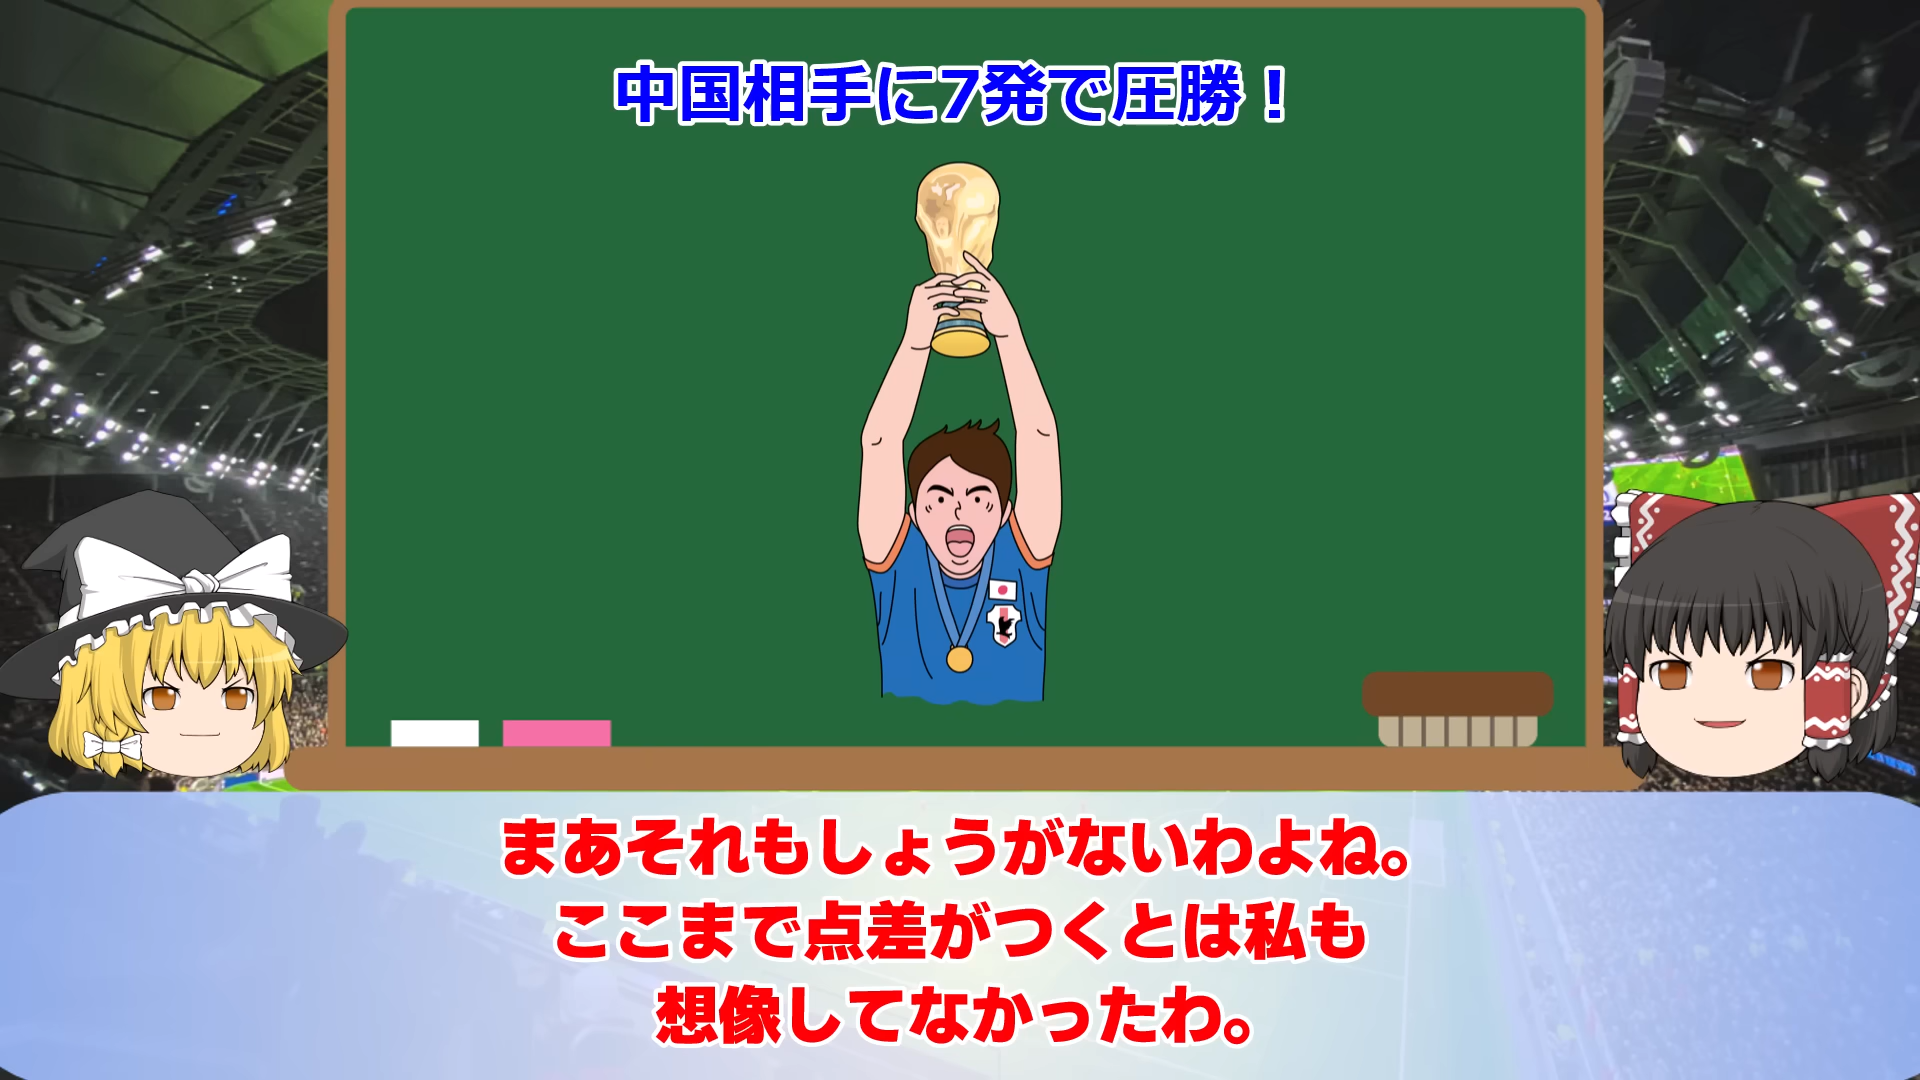 中国相手に7発で圧勝！
まあそれもしょうがないわよね。
ここまで点差がつくとは私も
想像してなかったわ。